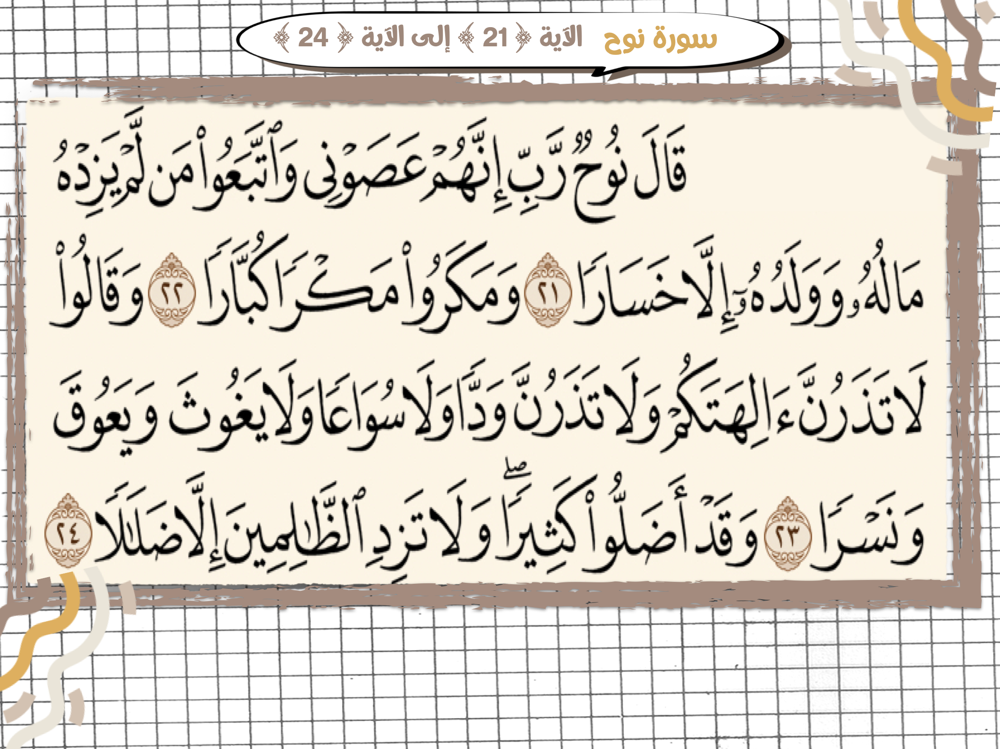 سورة نوح الآية ﴿ 21 ﴾ إلى الآية ﴿ 24 ﴾
قَالَ نُوحٌ رَّبِّ إِنَّهُمْ عَصَوْنِى وَٱتَّبَعُوا۟ مَن لَّمْ يَزِدْهُ
مَالُهُۥ وَوَلَدُهُۥٓ إِلَّا خَسَارًا ٢١ وَمَكَرُوا۟ مَكْرًا كُبَّارًا ٢٢ وَقَالُوا۟
لَا تَذَرُنَّ ءَالِهَتَكُمْ وَلَا تَذَرُنَّ وَدًّا وَلَا سُوَاعًا وَلَا يَغُوثَ وَيَعُوقَ
وَنَسْرًا ٢٣ وَقَدْ أَضَلُّوا۟ كَثِيرًا ۖ وَلَا تَزِدِ ٱلظَّٰلِمِينَ إِلَّا ضَلَٰلًا ٢٤